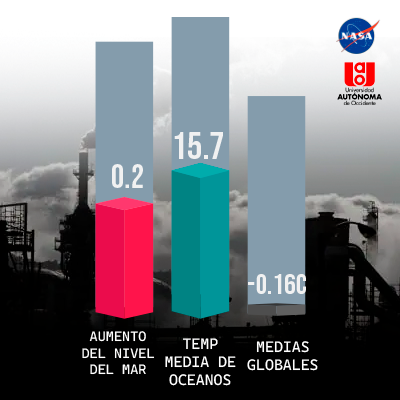 NASA
Universidad
AUTÓNOMA
de Occidente
0.2
15.7
-0.16C
AUMENTO
DEL NIVEL
DEL MAR
TEMP
MEDIA DE
OCEANOS
MEDIAS
GLOBALES